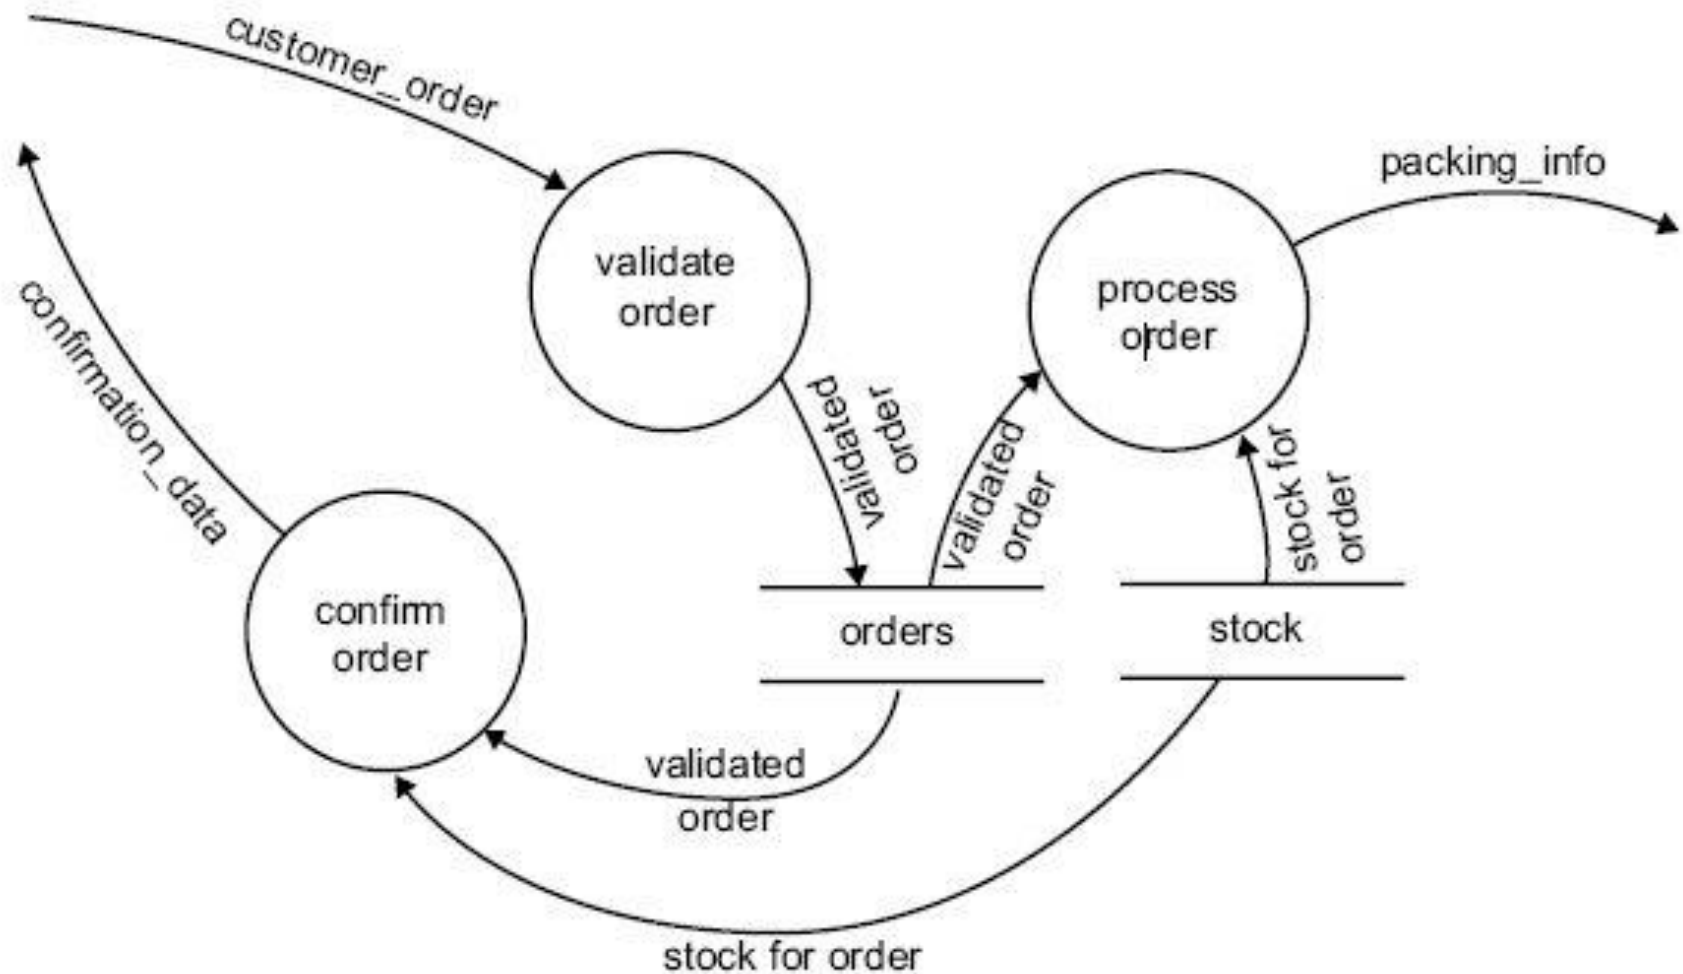 customer_order
packing_info
validate
order
process
order
confirmation_data
validated
order
validated
order
stock for
order
confirm
order
orders
stock
validated
order
stock for order